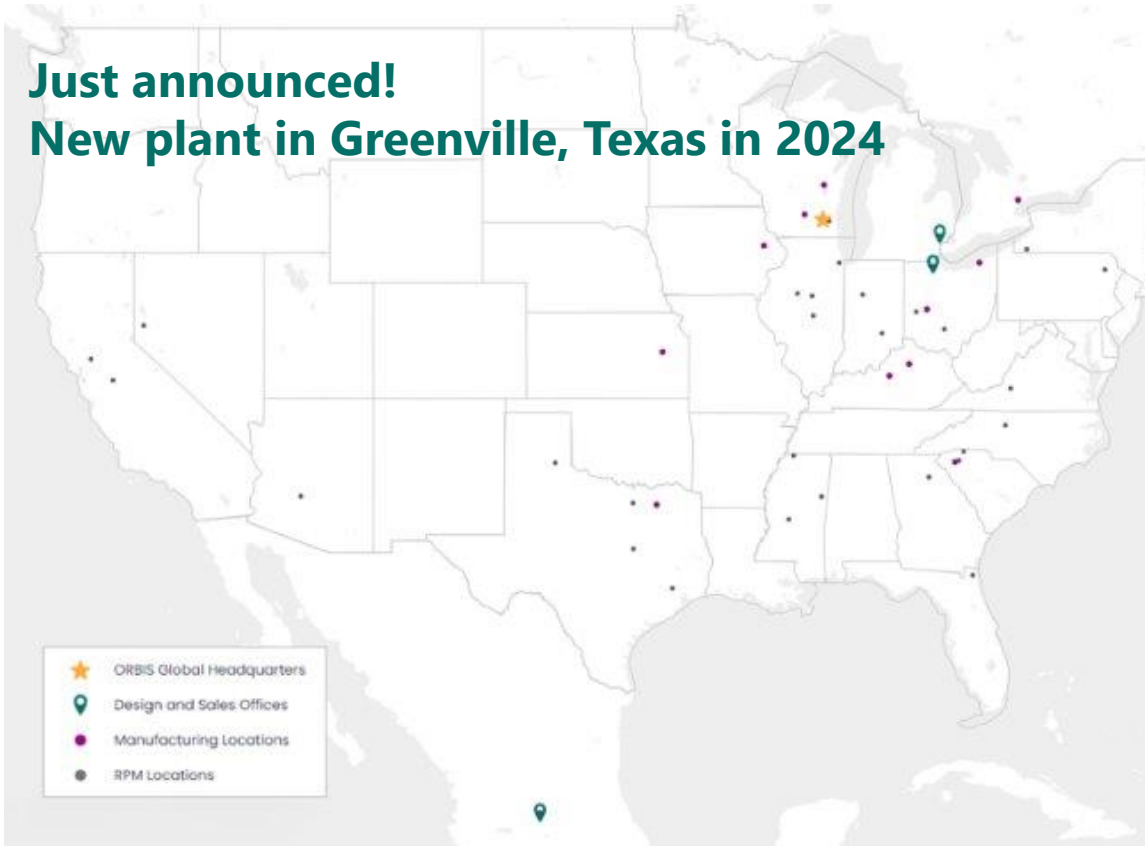 Just announced!
New plant in Greenville, Texas in 2024
ORBIS Global Headquarters
Design and Sales Offices
Manufacturing Locations
RPM Locations